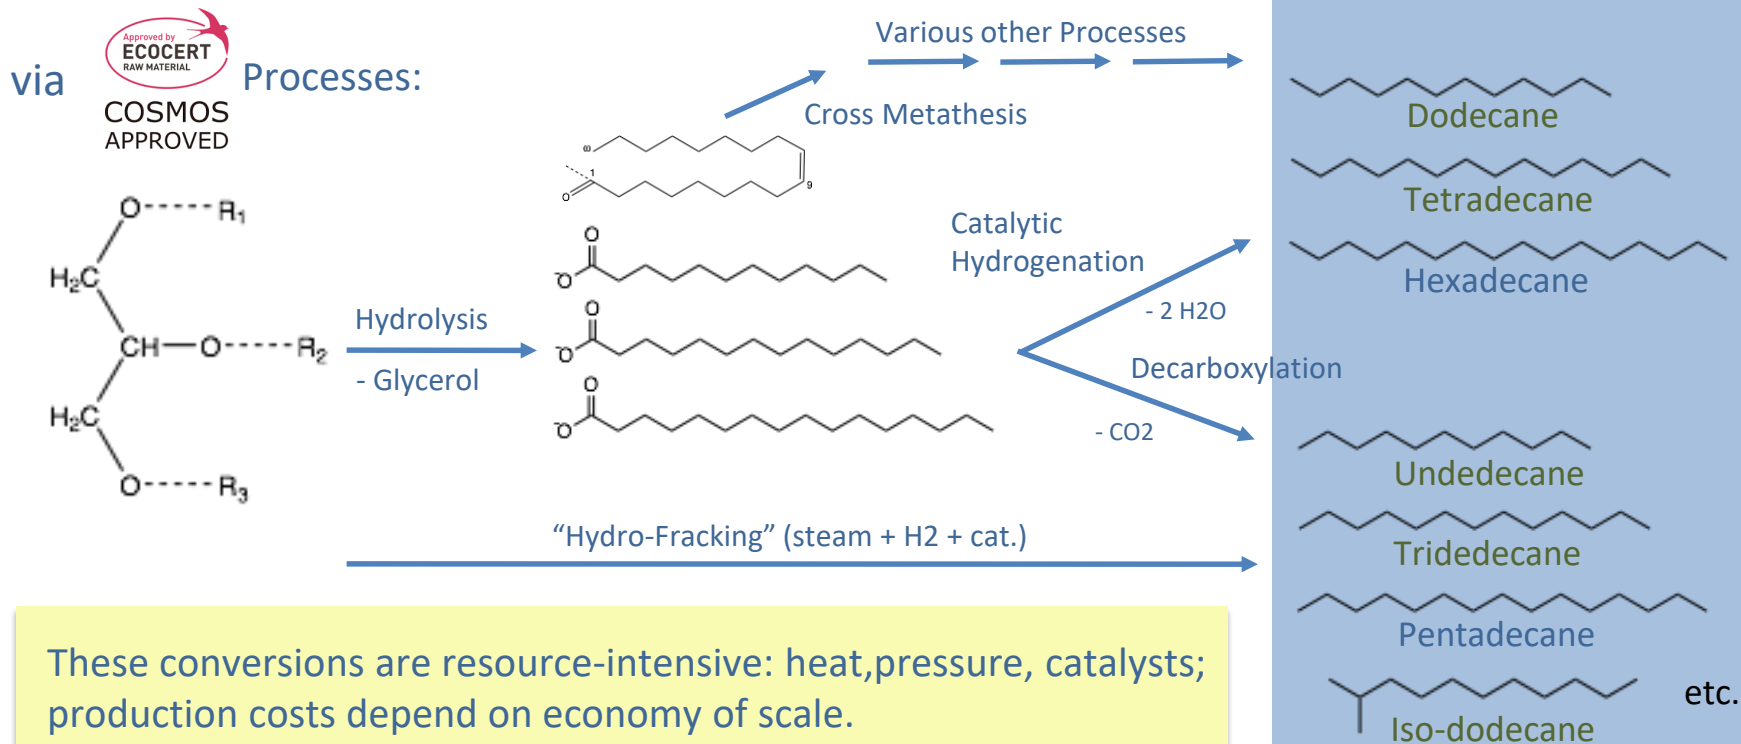 via
Approved by
ECOCERT
RAW MATERIAL
COSMOS
APPROVED
Processes:
Various other Processes
Cross Metathesis
ω
1
O
9
O-----R₁
H₂C
CH—O-----R₂
H₂C
O-----R₃
Hydrolysis
- Glycerol
O
⁻O
O
⁻O
O
⁻O
Catalytic
Hydrogenation
- 2 H2O
Decarboxylation
- CO2
“Hydro-Fracking” (steam + H2 + cat.)
Dodecane
Tetradecane
Hexadecane
Undedecane
Tridedecane
Pentadecane
etc.
Iso-dodecane
These conversions are resource-intensive: heat,pressure, catalysts;
production costs depend on economy of scale.